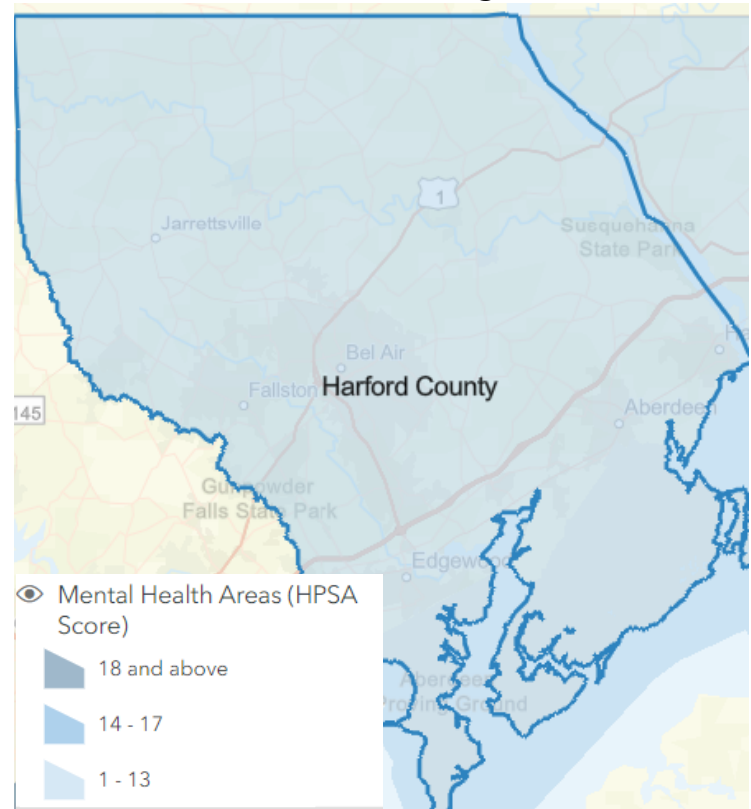 1
Jarrettsville
Susquehanna
State Park
Bel Air
Harford County
Fallston
Aberdeen
145
Gunpowder
Falls State Park
Edgewood
Mental Health Areas (HPSA
Score)
18 and above
14 - 17
1 - 13
Aberdeen
Proving Ground